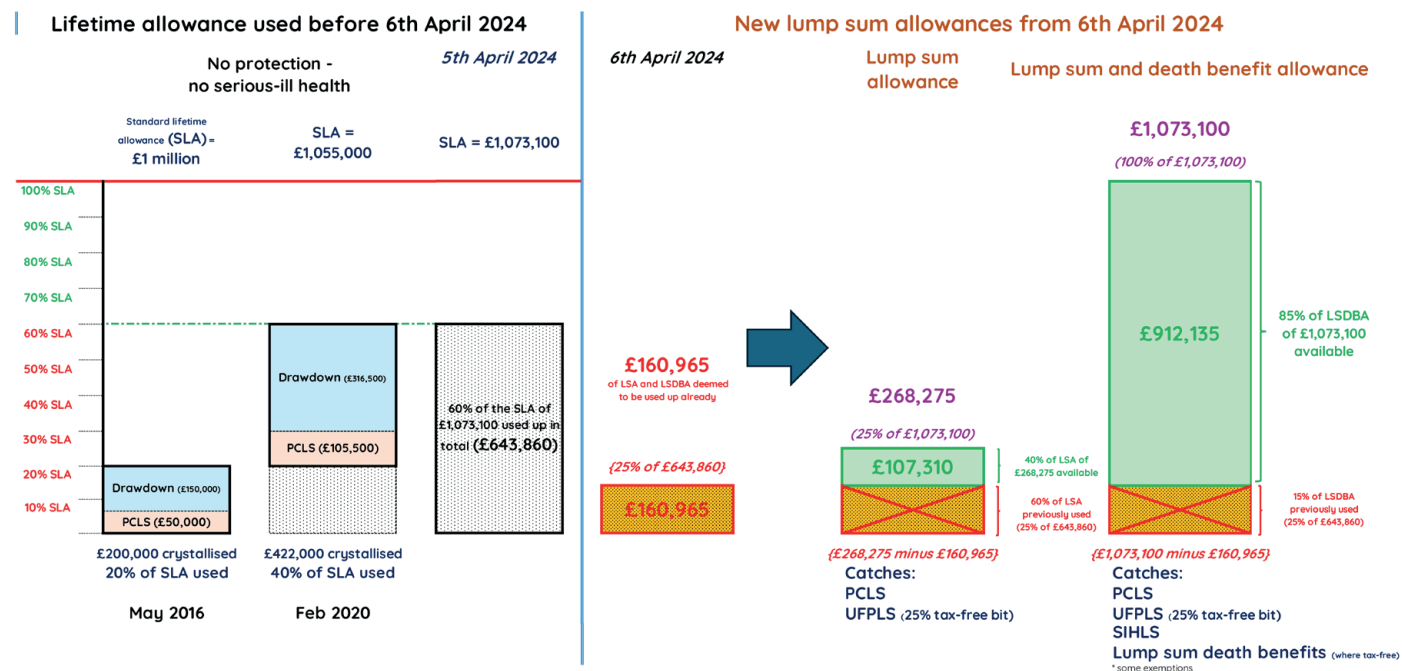 Lifetime allowance used before 6th April 2024
No protection -
no serious-ill health
5th April 2024
Standard lifetime
allowance (SLA) =
£1 million
SLA =
£1,055,000
SLA = £1,073,100
100% SLA
90% SLA
80% SLA
70% SLA
60% SLA
50% SLA
40% SLA
30% SLA
20% SLA
10% SLA
Drawdown (£150,000)
PCLS (£50,000)
Drawdown (£316,500)
PCLS (£105,500)
60% of the SLA of
£1,073,100 used up in
total (£643,860)
£200,000 crystallised
20% of SLA used
£422,000 crystallised
40% of SLA used
May 2016
Feb 2020
New lump sum allowances from 6th April 2024
6th April 2024
£160,965
of LSA and LSDBA deemed
to be used up already
{25% of £643,860}
£160,965
Lump sum
allowance
£268,275
(25% of £1,073,100)
£107,310
40% of LSA of
£268,275 available
60% of LSA
previously used
(25% of £643,860)
{£268,275 minus £160,965}
Catches:
PCLS
UFPLS (25% tax-free bit)
Lump sum and death benefit allowance
£1,073,100
(100% of £1,073,100)
£912,135
85% of LSDBA
of £1,073,100
available
15% of LSDBA
previously used
(25% of £643,860)
{£1,073,100 minus £160,965}
Catches:
PCLS
UFPLS (25% tax-free bit)
SIHLS
Lump sum death benefits (where tax-free)
* some exemptions